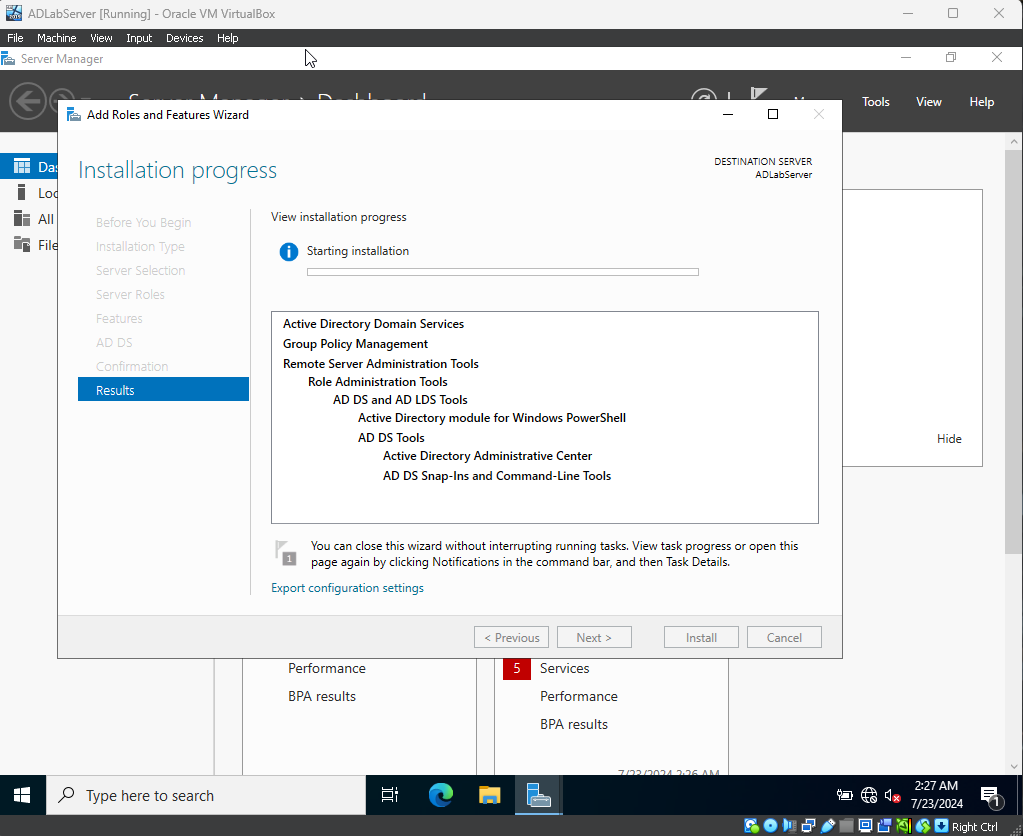 ADLabServer [Running] - Oracle VM VirtualBox
File Machine View Input Devices Help
Server Manager
Tools View Help
Add Roles and Features Wizard
Installation progress
DESTINATION SERVER
ADLabServer
Das
Loc
All
File
Before You Begin
Installation Type
Server Selection
Server Roles
Features
AD DS
Confirmation
Results
View installation progress
Starting installation
Active Directory Domain Services
Group Policy Management
Remote Server Administration Tools
Role Administration Tools
AD DS and AD LDS Tools
Active Directory module for Windows PowerShell
AD DS Tools
Active Directory Administrative Center
AD DS Snap-Ins and Command-Line Tools
Hide
1
You can close this wizard without interrupting running tasks. View task progress or open this
page again by clicking Notifications in the command bar, and then Task Details.
Export configuration settings
< Previous Next > Install Cancel
Performance
BPA results
5 Services
Performance
BPA results
7/23/2024 2:26 AM
Type here to search
2:27 AM
7/23/2024
1
Right Ctrl